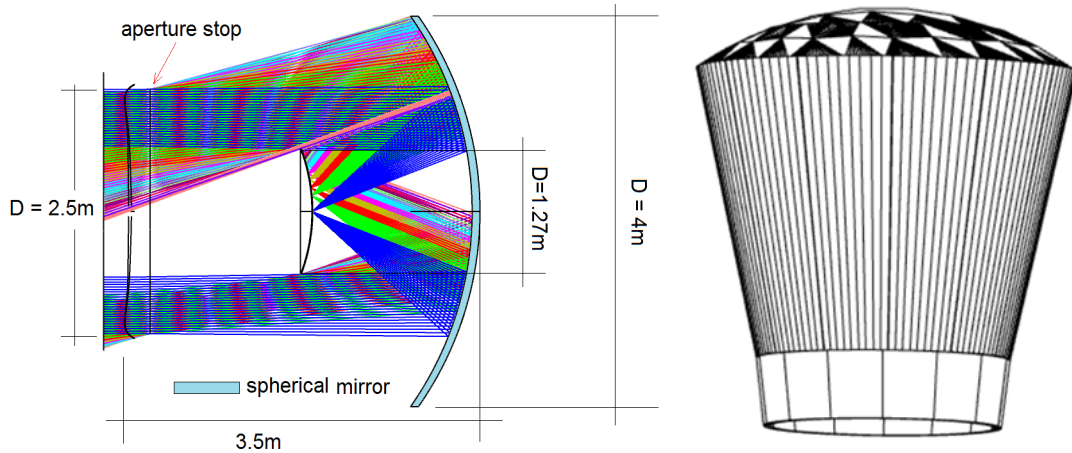 aperture stop
D = 2.5m
D=1.27m
D = 4m
spherical mirror
3.5m